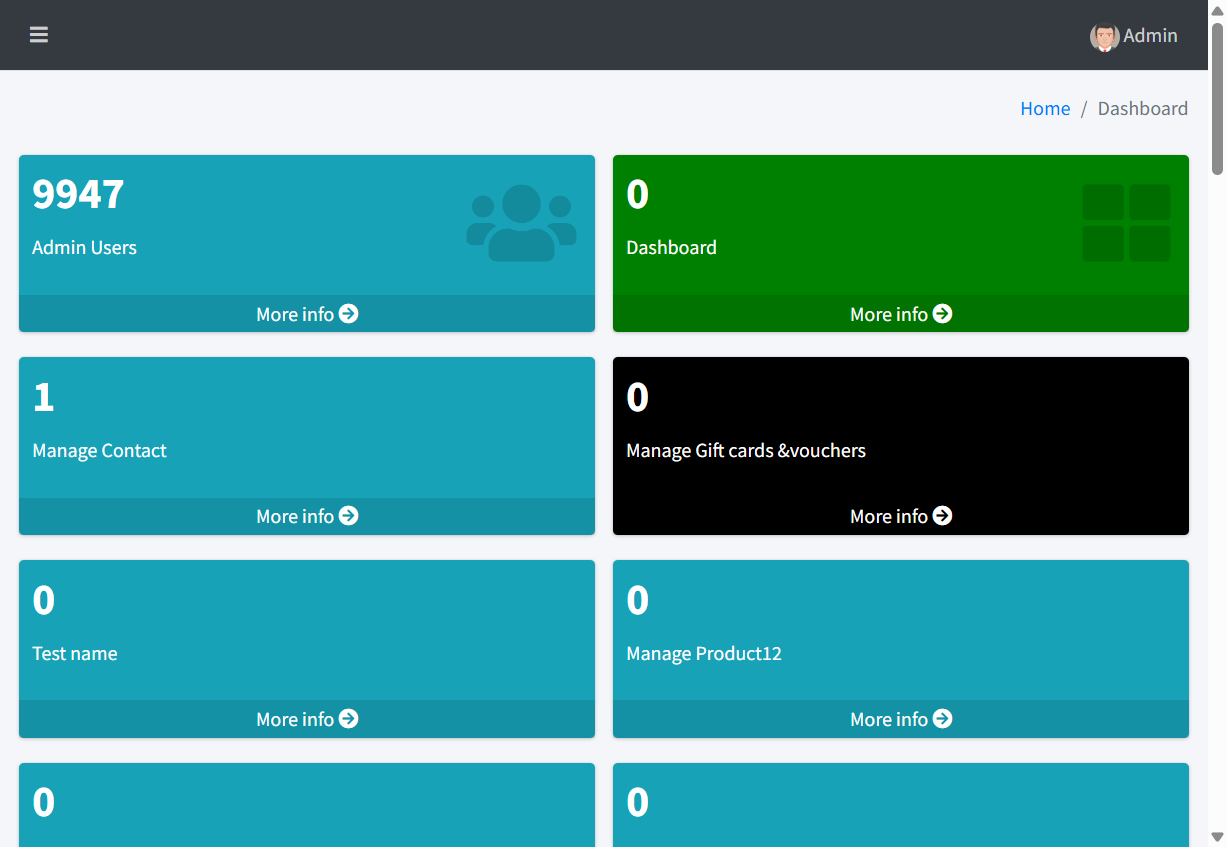 Admin
Home / Dashboard
9947
Admin Users
More info
0
Dashboard
More info
1
Manage Contact
More info
0
Manage Gift cards &vouchers
More info
0
Test name
More info
0
Manage Product12
More info
0
0